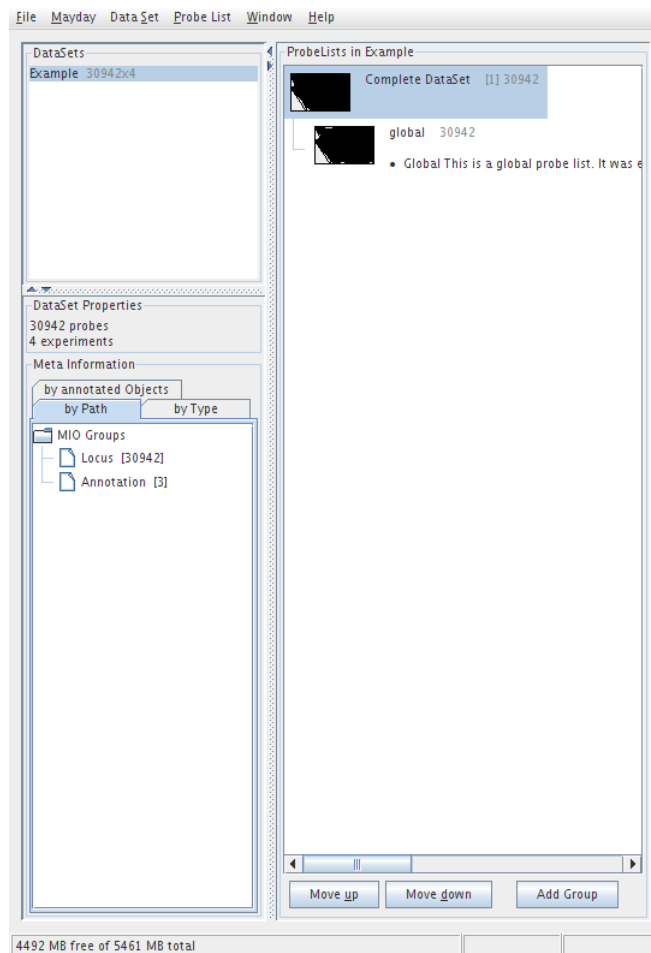 File Mayday Data Set Probe List Window Help
DataSets
Example 30942x4
DataSet Properties
30942 probes
4 experiments
Meta Information
by annotated Objects
by Path by Type
MIO Groups
Locus [30942]
Annotation [3]
ProbeLists in Example
Complete DataSet [1] 30942
global 30942
• Global This is a global probe list. It was e
Move up Move down Add Group
4492 MB free of 5461 MB total